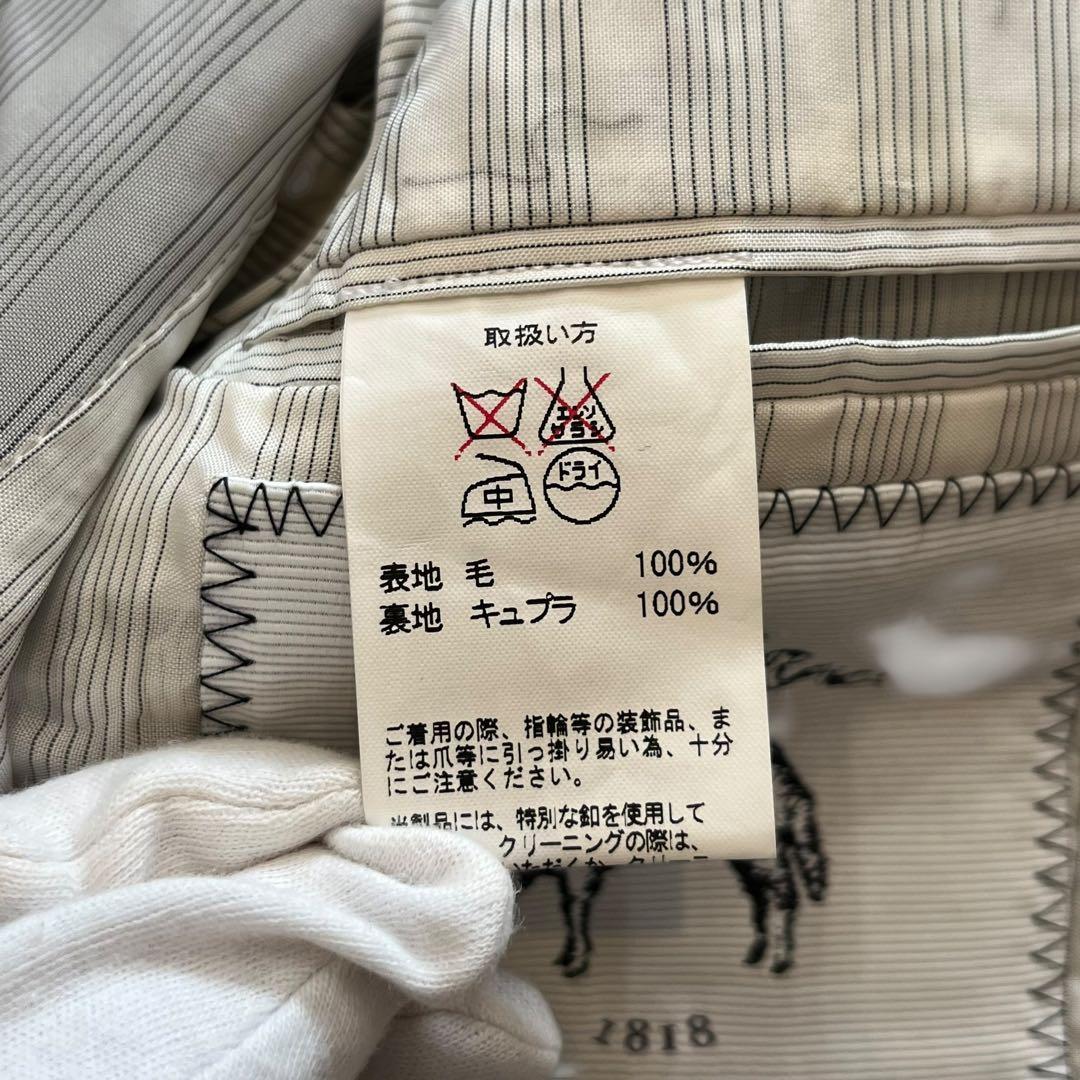 取扱い方
エンソ
サラシ
中
ドライ
表地 毛 100%
裏地 キュプラ 100%
ご着用の際、指輪等の装飾品、ま
たは爪等に引っ掛り易い為、十分
にご注意ください。
当製品には、特別な釦を使用して
クリーニングの際は、
1818